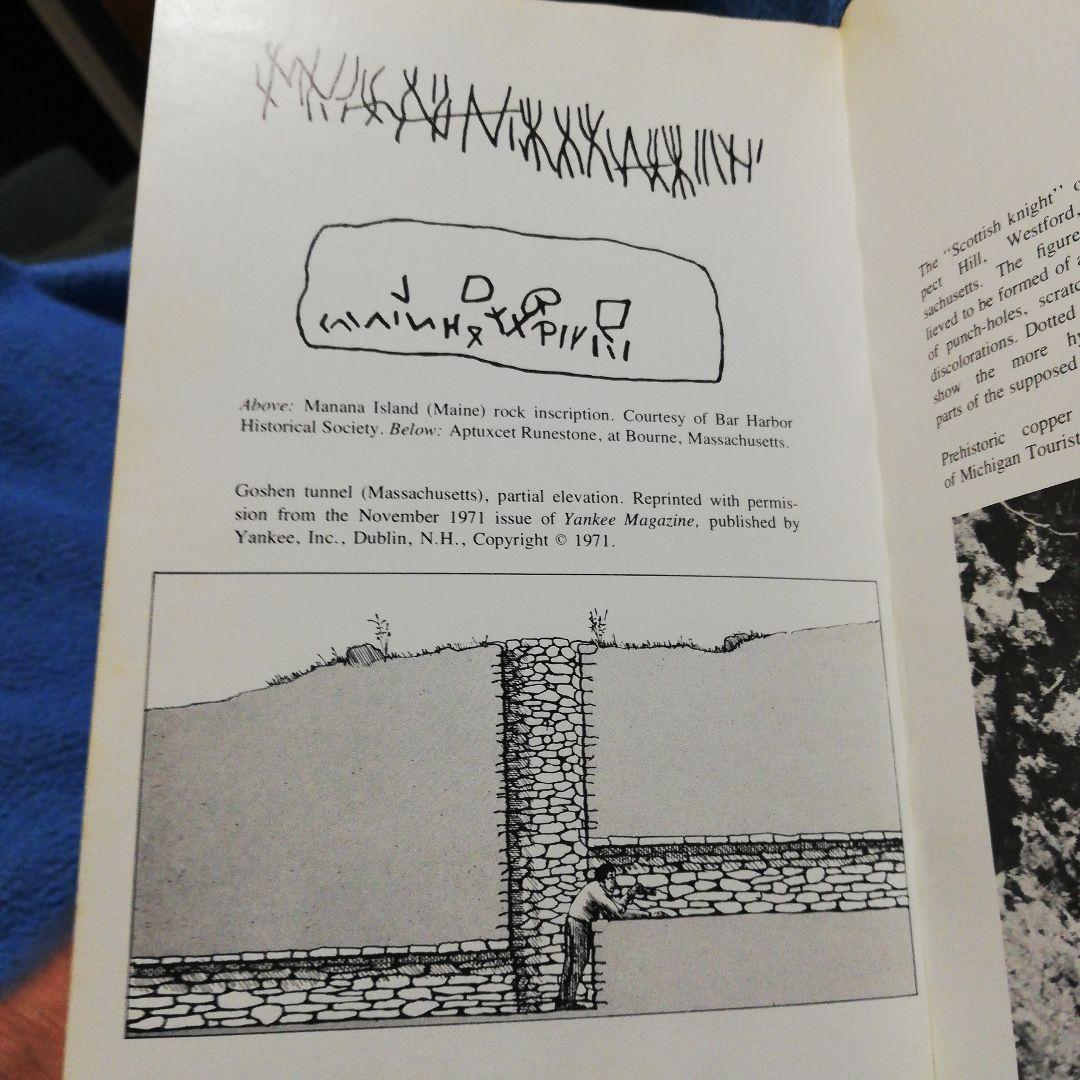 Above: Manana Island (Maine) rock inscription. Courtesy of Bar Harbor
Historical Society. Below: Aptuxcet Runestone, at Bourne, Massachusetts.
Goshen tunnel (Massachusetts), partial elevation. Reprinted with permis-
sion from the November 1971 issue of Yankee Magazine, published by
Yankee, Inc., Dublin, N.H., Copyright © 1971.
The "Scottish knight"
pect Hill, Westford,
sachusetts. The figure
lieved to be formed of
of punch-holes,
discolorations. Dotted
show the more
parts of the supposed
Prehistoric copper
of Michigan Tourist